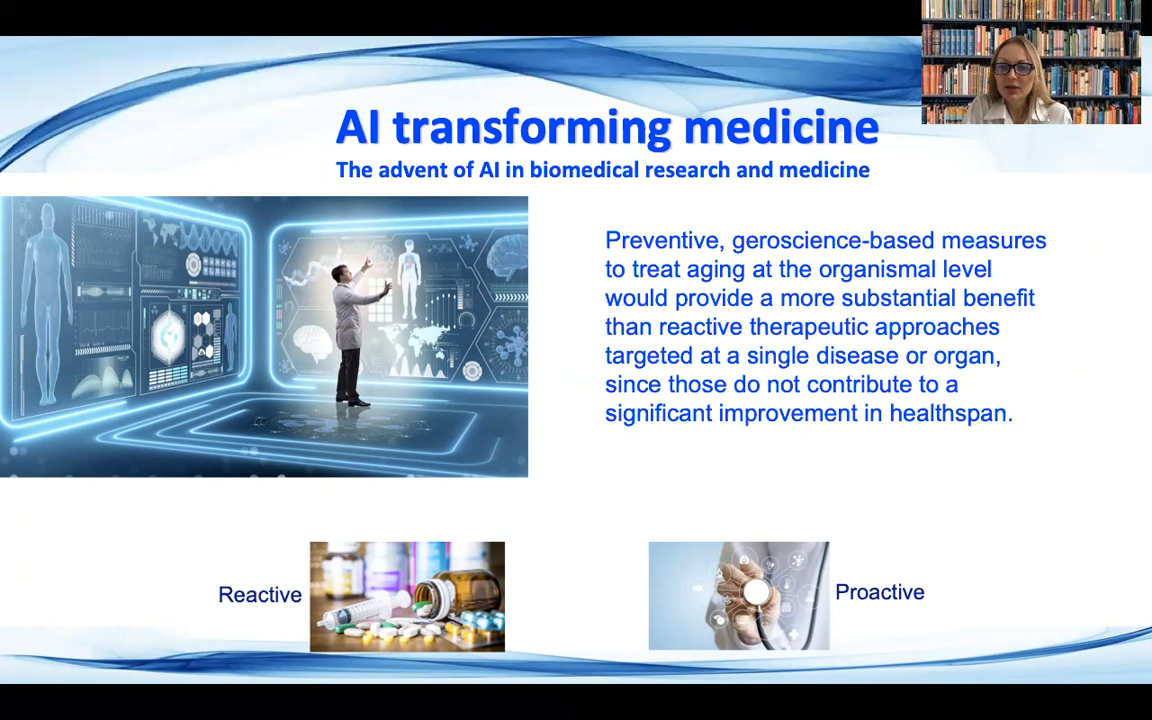 AI transforming medicine
The advent of AI in biomedical research and medicine
Preventive, geroscience-based measures
to treat aging at the organismal level
would provide a more substantial benefit
than reactive therapeutic approaches
targeted at a single disease or organ,
since those do not contribute to a
significant improvement in healthspan.
Reactive
Proactive